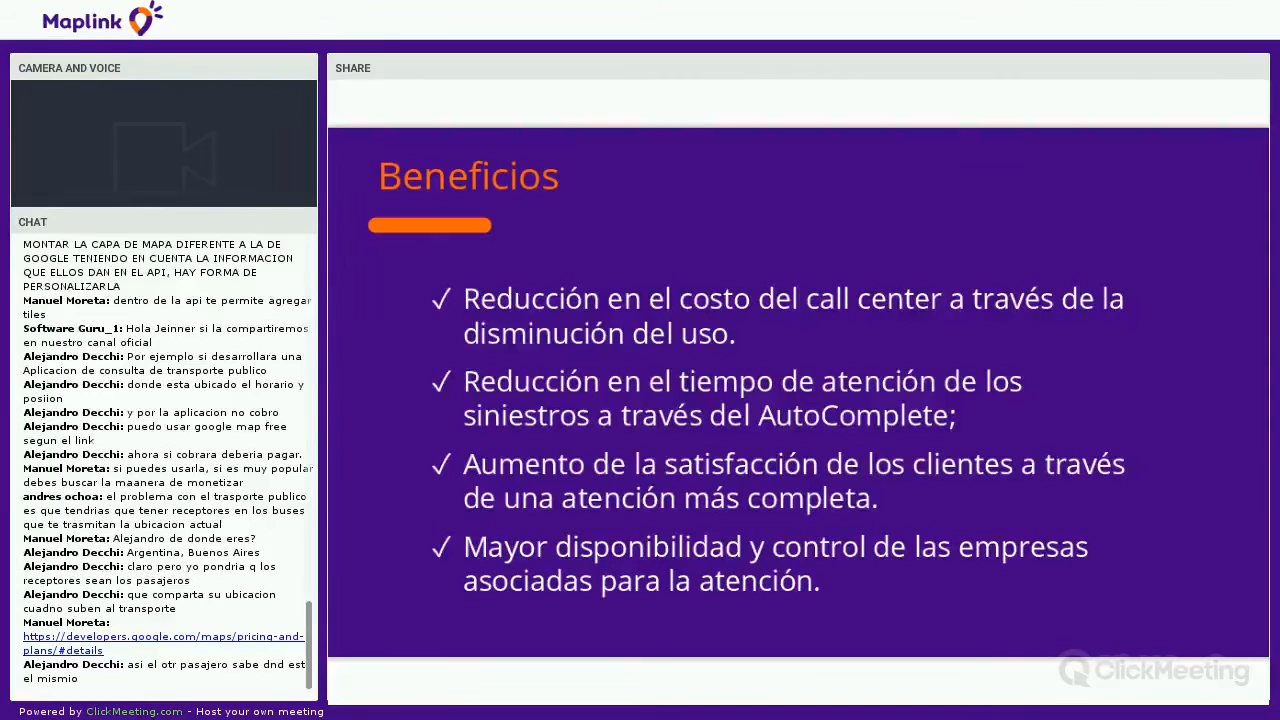 Maplink
CAMERA AND VOICE
CHAT
MONTAR LA CAPA DE MAPA DIFERENTE A LA DE
GOOGLE TENIENDO EN CUENTA LA INFORMACION
QUE ELLOS DAN EN EL API, HAY FORMA DE
PERSONALIZARLA
Manuel Moreta: dentro de la api te permite agregar
tiles
Software Guru_1: Hola Jeinner si la compartiremos
en nuestro canal oficial
Alejandro Decchi: Por ejemplo si desarrollara una
Aplicacion de consulta de transporte publico
Alejandro Decchi: donde esta ubicado el horario y
posiion
Alejandro Decchi: y por la aplicacion no cobro
Alejandro Decchi: puedo usar google map free
segun el link
Alejandro Decchi: ahora si cobrara deberia pagar.
Manuel Moreta: si puedes usarla, si es muy popular
debes buscar la maanera de monetizar
andres ochoa: el problema con el trasporte publico
es que tendrias que tener receptores en los buses
que te trasmitan la ubicacion actual
Manuel Moreta: Alejandro de donde eres?
Alejandro Decchi: Argentina, Buenos Aires
Alejandro Decchi: claro pero yo pondria q los
receptores sean los pasajeros
Alejandro Decchi: que comparta su ubicacion
cuadno suben al transporte
Manuel Moreta:
https://developers.google.com/maps/pricing-and-
plans/#details
Alejandro Decchi: asi el otr pasajero sabe dnd est
el mismio
SHARE
Beneficios
✓ Reducción en el costo del call center a través de la
disminución del uso.
✓ Reducción en el tiempo de atención de los
siniestros a través del AutoComplete;
✓ Aumento de la satisfacción de los clientes a través
de una atención más completa.
✓ Mayor disponibilidad y control de las empresas
asociadas para la atención.
ClickMeeting
Powered by ClickMeeting.com - Host your own meeting